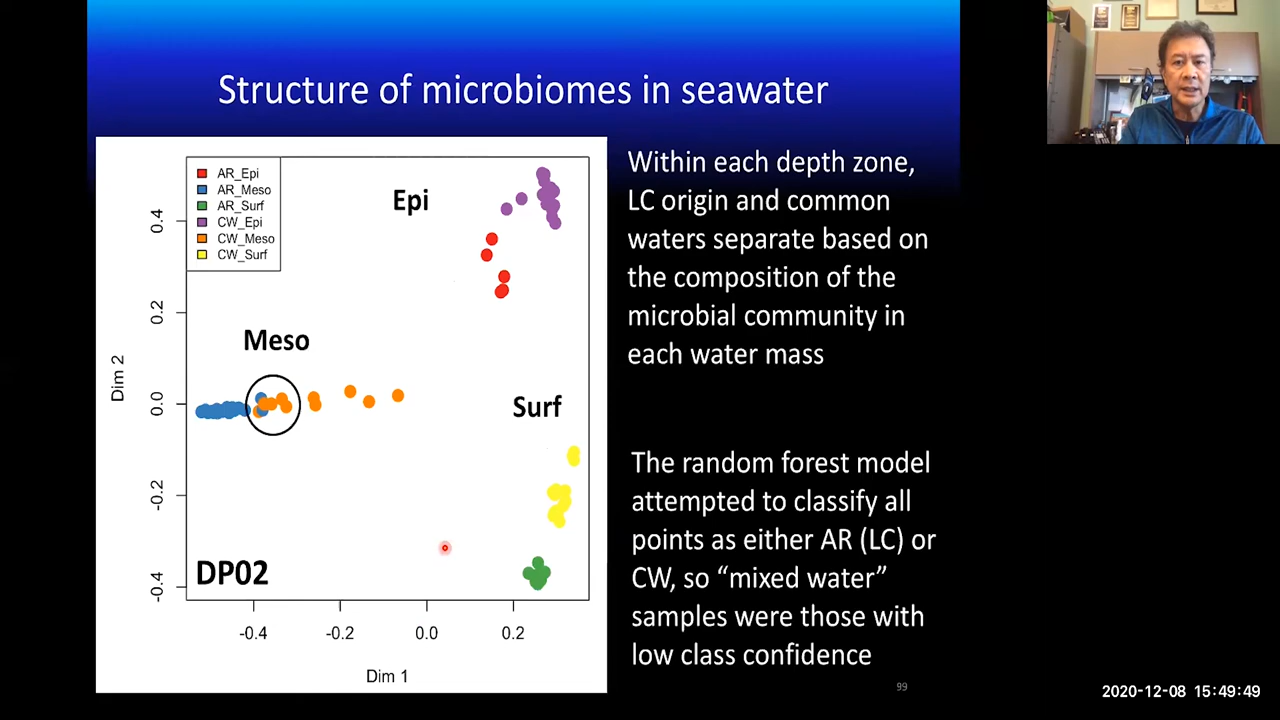 Structure of microbiomes in seawater
AR_Epi
AR_Meso
AR_Surf
CW_Epi
CW_Meso
CW_Surf
Epi
Meso
Surf
DP02
0.4
0.2
0.0
-0.2
-0.4
Dim 2
-0.4
-0.2
0.0
0.2
Dim 1
Within each depth zone,
LC origin and common
waters separate based on
the composition of the
microbial community in
each water mass
The random forest model
attempted to classify all
points as either AR (LC) or
CW, so “mixed water”
samples were those with
low class confidence
99
2020-12-08 15:49:49